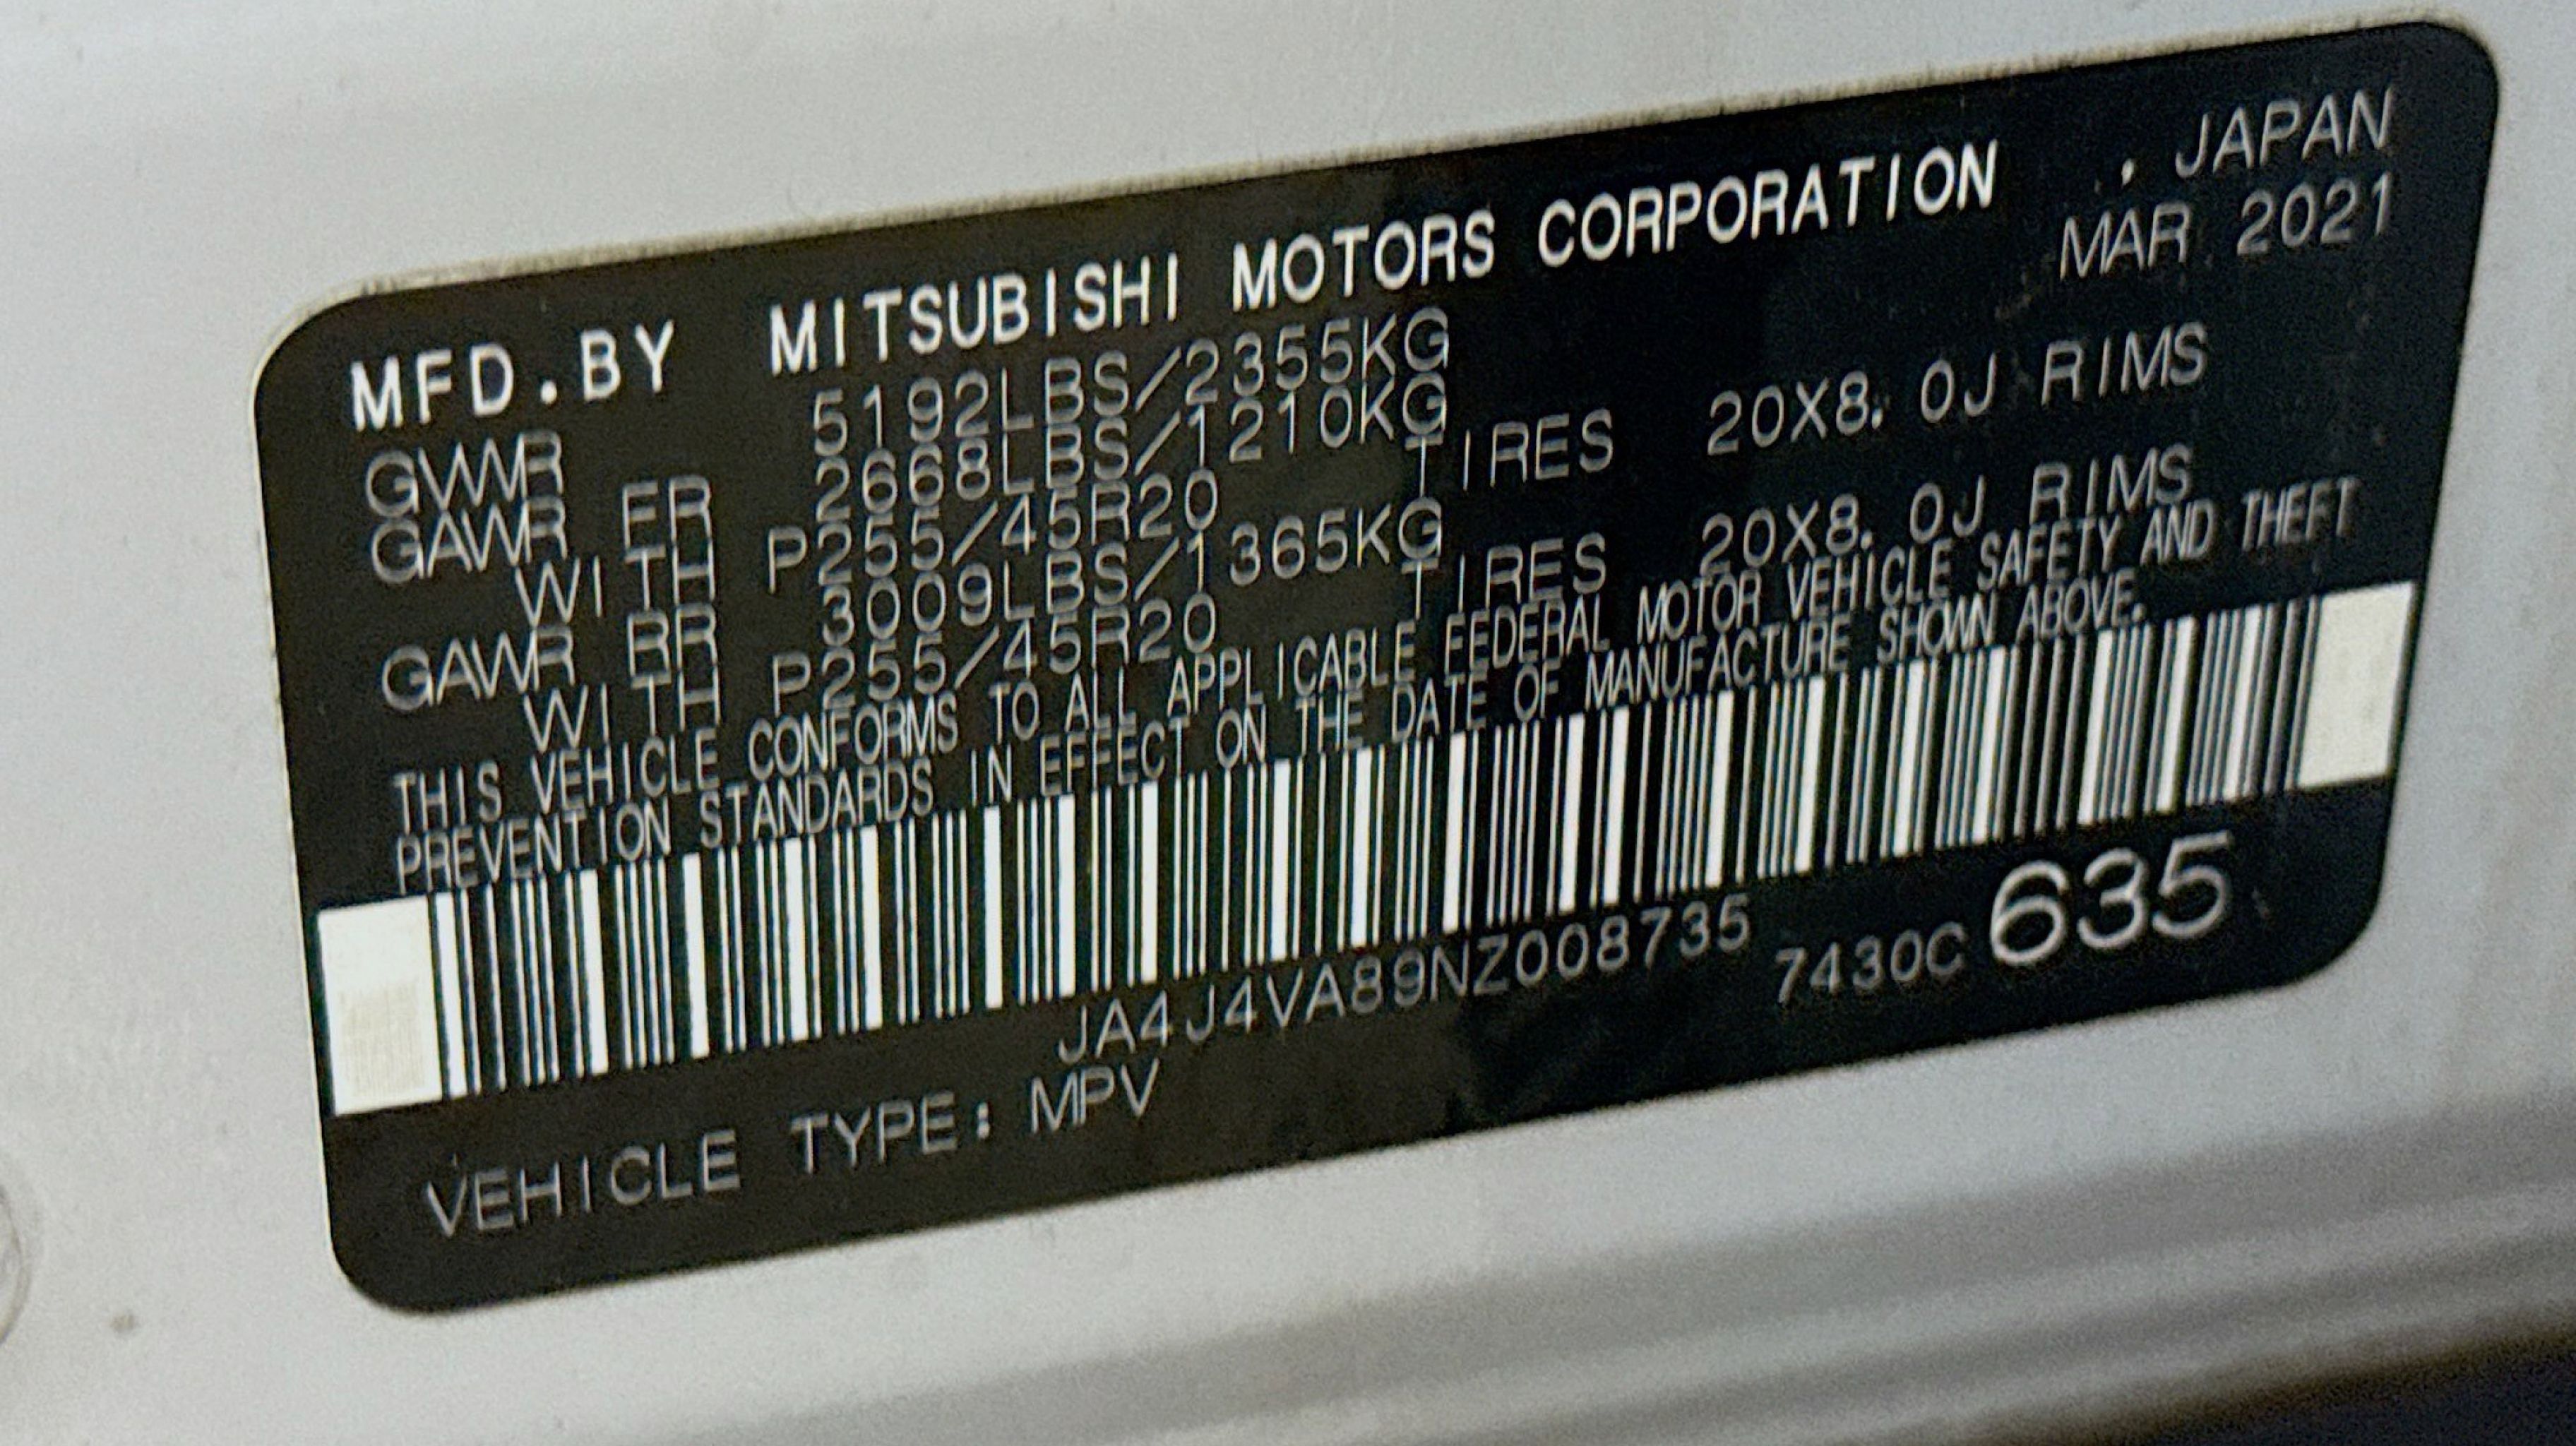 MFD.BY MITSUBISHI MOTORS CORPORATION , JAPAN
MAR 2021
GVWR 5192LBS/2355KG
GAWR FR 2668LBS/1210KG
WITH P255/45R20 TIRES 20X8.0J RIMS
GAWR RR 3009LBS/1365KG
WITH P255/45R20 TIRES 20X8.0J RIMS
THIS VEHICLE CONFORMS TO ALL APPLICABLE FEDERAL MOTOR VEHICLE SAFETY AND THEFT
PREVENTION STANDARDS IN EFFECT ON THE DATE OF MANUFACTURE SHOWN ABOVE.
JA4J4VA89NZ008735 7430C 635
VEHICLE TYPE: MPV